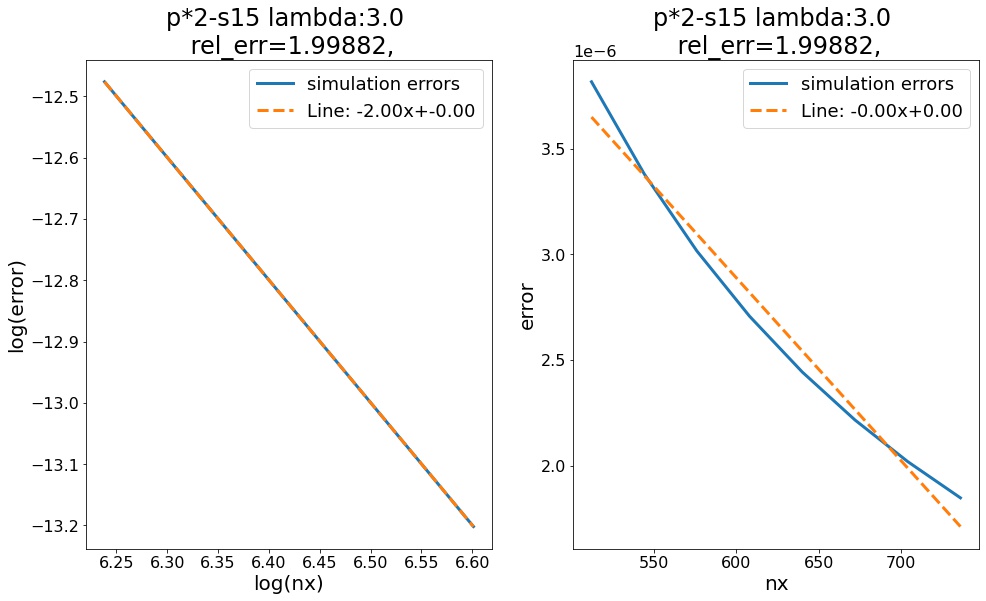 p*2-s15 lambda:3.0
rel_err=1.99882,
simulation errors
Line: -2.00x+-0.00
−12.5
−12.6
−12.7
−12.8
−12.9
−13.0
−13.1
−13.2
log(error)
6.25
6.30
6.35
6.40
6.45
6.50
6.55
6.60
log(nx)
p*2-s15 lambda:3.0
rel_err=1.99882,
1e−6
simulation errors
Line: -0.00x+0.00
3.5
3.0
2.5
2.0
error
550
600
650
700
nx